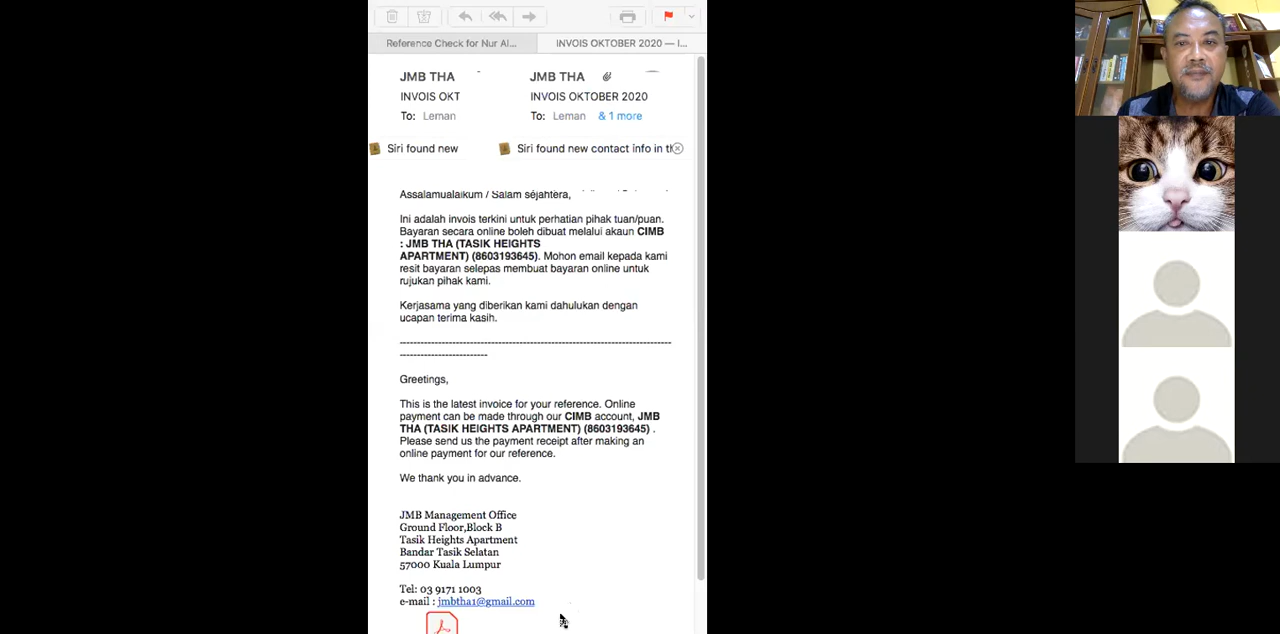 Reference Check for Nur Al...
INVOIS OKTOBER 2020 — I...
JMB THA
JMB THA
INVOIS OKT
INVOIS OKTOBER 2020
To: Leman
To: Leman & 1 more
Siri found new
Siri found new contact info in th
Assalamualaikum / Salam sejahtera,
Ini adalah invois terkini untuk perhatian pihak tuan/puan.
Bayaran secara online boleh dibuat melalui akaun CIMB
: JMB THA (TASIK HEIGHTS
APARTMENT) (8603193645). Mohon email kepada kami
resit bayaran selepas membuat bayaran online untuk
rujukan pihak kami.
Kerjasama yang diberikan kami dahulukan dengan
ucapan terima kasih.
--------------------------------------------------------------------
----------------------
Greetings,
This is the latest invoice for your reference. Online
payment can be made through our CIMB account, JMB
THA (TASIK HEIGHTS APARTMENT) (8603193645) .
Please send us the payment receipt after making an
online payment for our reference.
We thank you in advance.
JMB Management Office
Ground Floor,Block B
Tasik Heights Apartment
Bandar Tasik Selatan
57000 Kuala Lumpur
Tel: 03 9171 1003
e-mail : jmbtha1@gmail.com